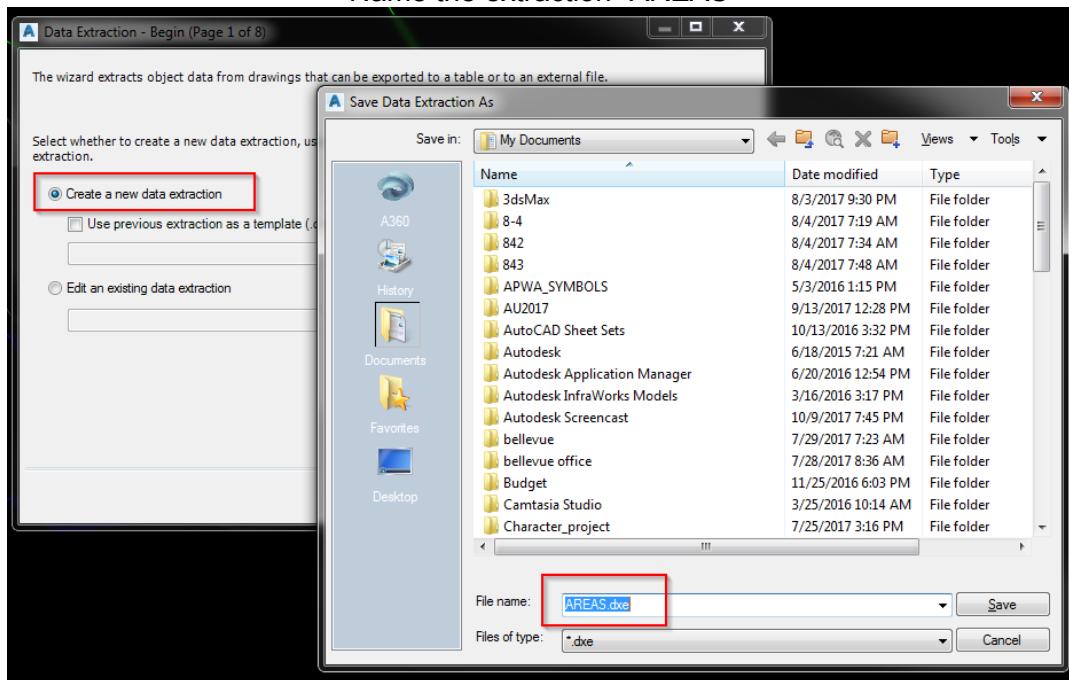 Name the extraction "AREAS"
Data Extraction - Begin (Page 1 of 8)
The wizard extracts object data from drawings that can be exported to a table or to an external file.
Select whether to create a new data extraction, us
extraction.
Create a new data extraction
Use previous extraction as a template (.d
Edit an existing data extraction
Save Data Extraction As
Save in: My Documents Views Tools
Name Date modified Type
3dsMax 8/3/2017 9:30 PM File folder
8-4 8/4/2017 7:19 AM File folder
842 8/4/2017 7:34 AM File folder
843 8/4/2017 7:48 AM File folder
APWA_SYMBOLS 5/3/2016 1:15 PM File folder
AU2017 9/13/2017 12:28 PM File folder
AutoCAD Sheet Sets 10/13/2016 3:32 PM File folder
Autodesk 6/18/2015 7:21 AM File folder
Autodesk Application Manager 6/20/2016 12:54 PM File folder
Autodesk InfraWorks Models 3/16/2016 3:17 PM File folder
Autodesk Screencast 10/9/2017 7:45 PM File folder
bellevue 7/29/2017 7:23 AM File folder
bellevue office 7/28/2017 8:36 AM File folder
Budget 11/25/2016 6:03 PM File folder
Camtasia Studio 3/25/2016 10:14 AM File folder
Character_project 7/25/2017 3:16 PM File folder
A360
History
Documents
Favorites
Desktop
File name: AREAS.dxe Save
Files of type: *.dxe Cancel